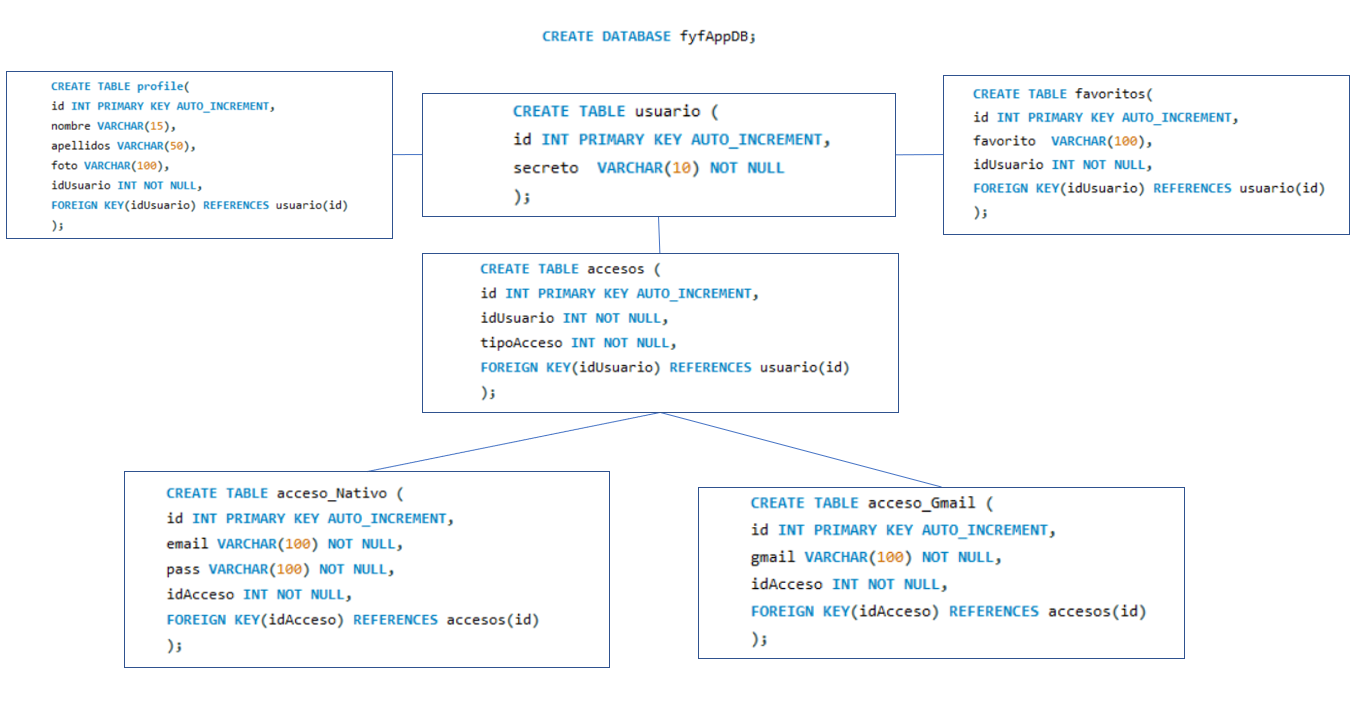 CREATE DATABASE fyfAppDB;
CREATE TABLE profile(
id INT PRIMARY KEY AUTO_INCREMENT,
nombre VARCHAR(15),
apellidos VARCHAR(50),
foto VARCHAR(100),
idUsuario INT NOT NULL,
FOREIGN KEY(idUsuario) REFERENCES usuario(id)
);
CREATE TABLE usuario (
id INT PRIMARY KEY AUTO_INCREMENT,
secreto VARCHAR(10) NOT NULL
);
CREATE TABLE favoritos(
id INT PRIMARY KEY AUTO_INCREMENT,
favorito VARCHAR(100),
idUsuario INT NOT NULL,
FOREIGN KEY(idUsuario) REFERENCES usuario(id)
);
CREATE TABLE accesos (
id INT PRIMARY KEY AUTO_INCREMENT,
idUsuario INT NOT NULL,
tipoAcceso INT NOT NULL,
FOREIGN KEY(idUsuario) REFERENCES usuario(id)
);
CREATE TABLE acceso_Nativo (
id INT PRIMARY KEY AUTO_INCREMENT,
email VARCHAR(100) NOT NULL,
pass VARCHAR(100) NOT NULL,
idAcceso INT NOT NULL,
FOREIGN KEY(idAcceso) REFERENCES accesos(id)
);
CREATE TABLE acceso_Gmail (
id INT PRIMARY KEY AUTO_INCREMENT,
gmail VARCHAR(100) NOT NULL,
idAcceso INT NOT NULL,
FOREIGN KEY(idAcceso) REFERENCES accesos(id)
);